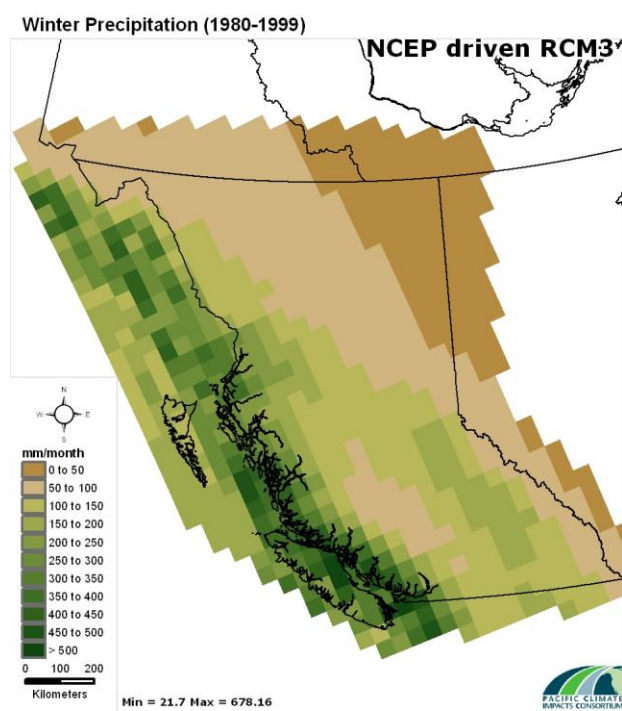 Winter Precipitation (1980-1999)
NCEP driven RCM3
N
W E
S
mm/month
0 to 50
50 to 100
100 to 150
150 to 200
200 to 250
250 to 300
300 to 350
350 to 400
400 to 450
450 to 500
> 500
0 100 200
Kilometers
Min = 21.7 Max = 678.16
PACIFIC CLIMATE
IMPACTS CONSORTIUM